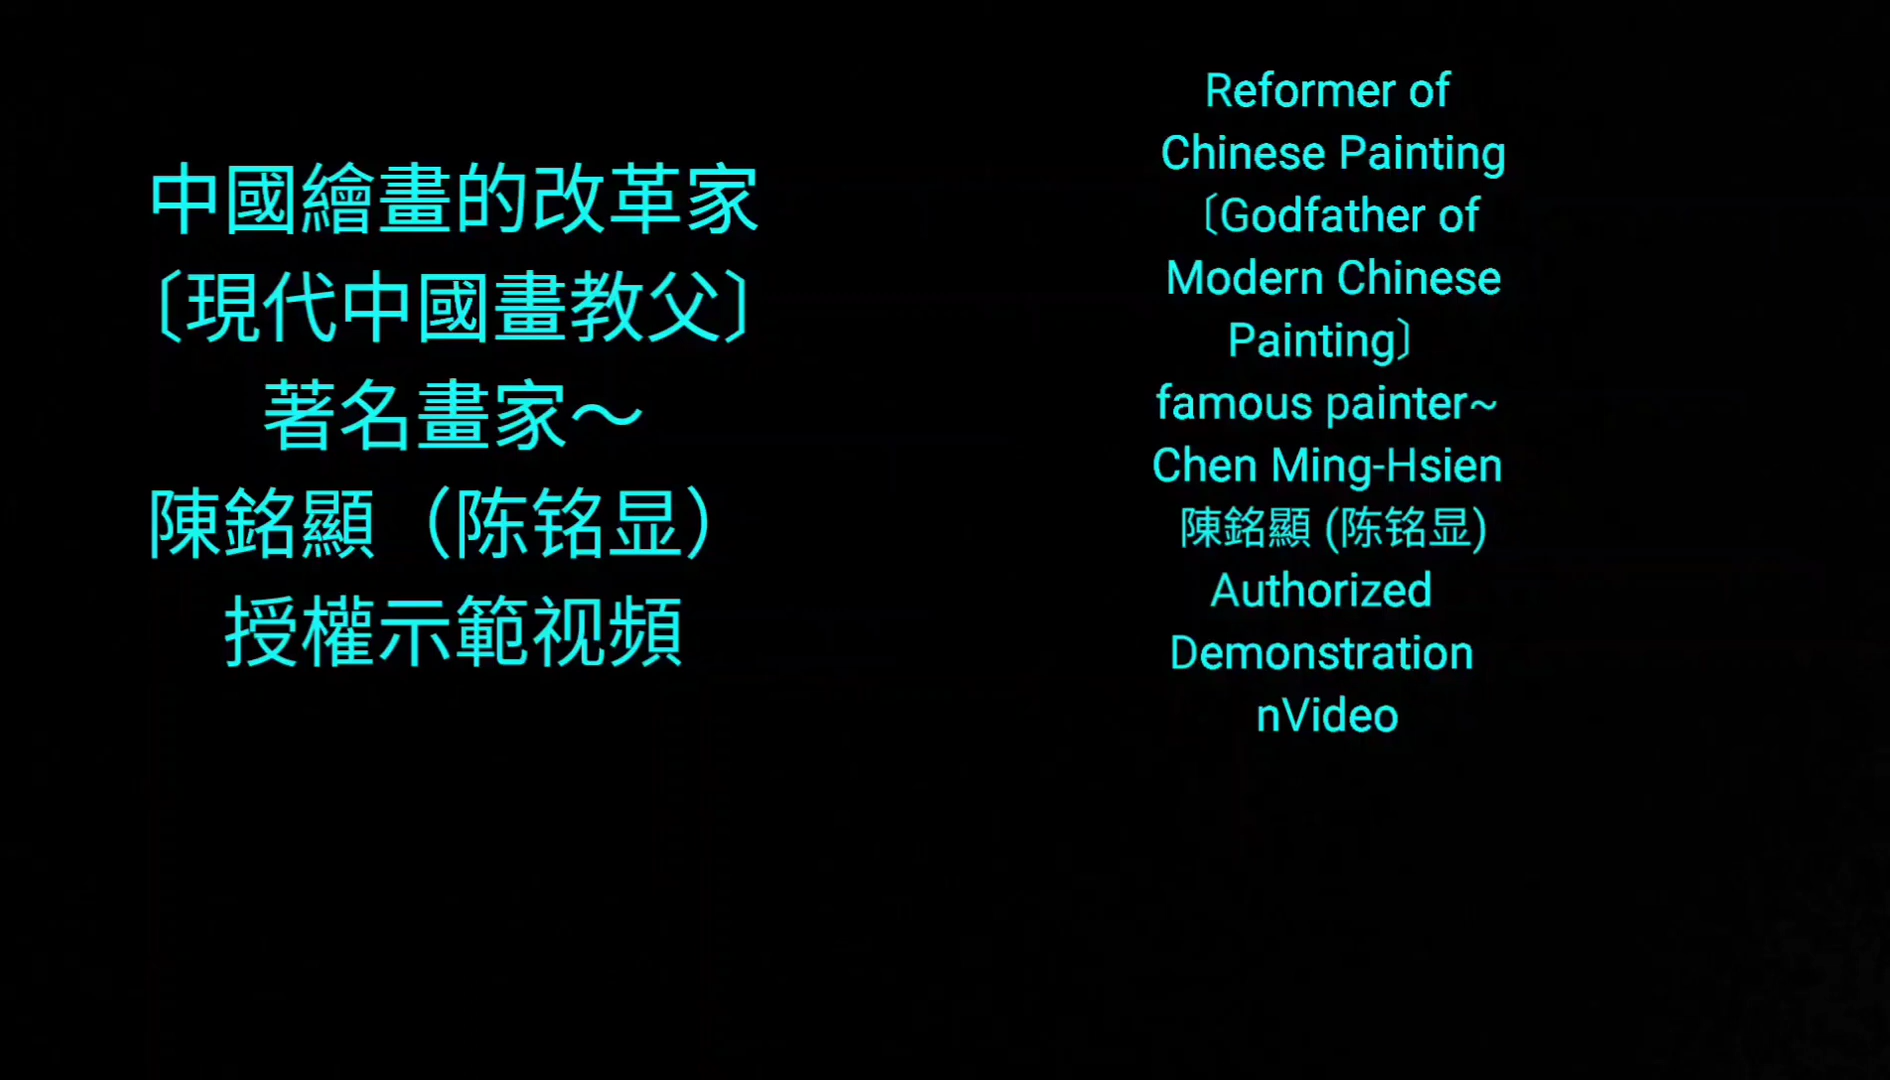 中國繪畫的改革家
〔現代中國畫教父〕
著名畫家～
陳銘顯（陈铭显）
授權示範视頻
Reformer of
Chinese Painting
〔Godfather of
Modern Chinese
Painting〕
famous painter~
Chen Ming-Hsien
陳銘顯 (陈铭显)
Authorized
Demonstration
nVideo